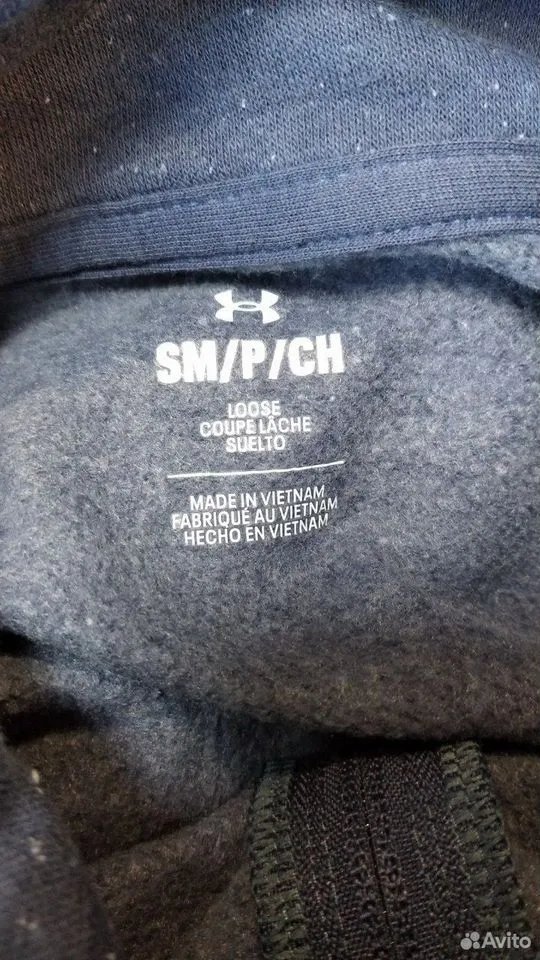 SM/P/CH
LOOSE
COUPE LÂCHE
SUELTO
MADE IN VIETNAM
FABRIQUÉ AU VIETNAM
HECHO EN VIETNAM
Avito